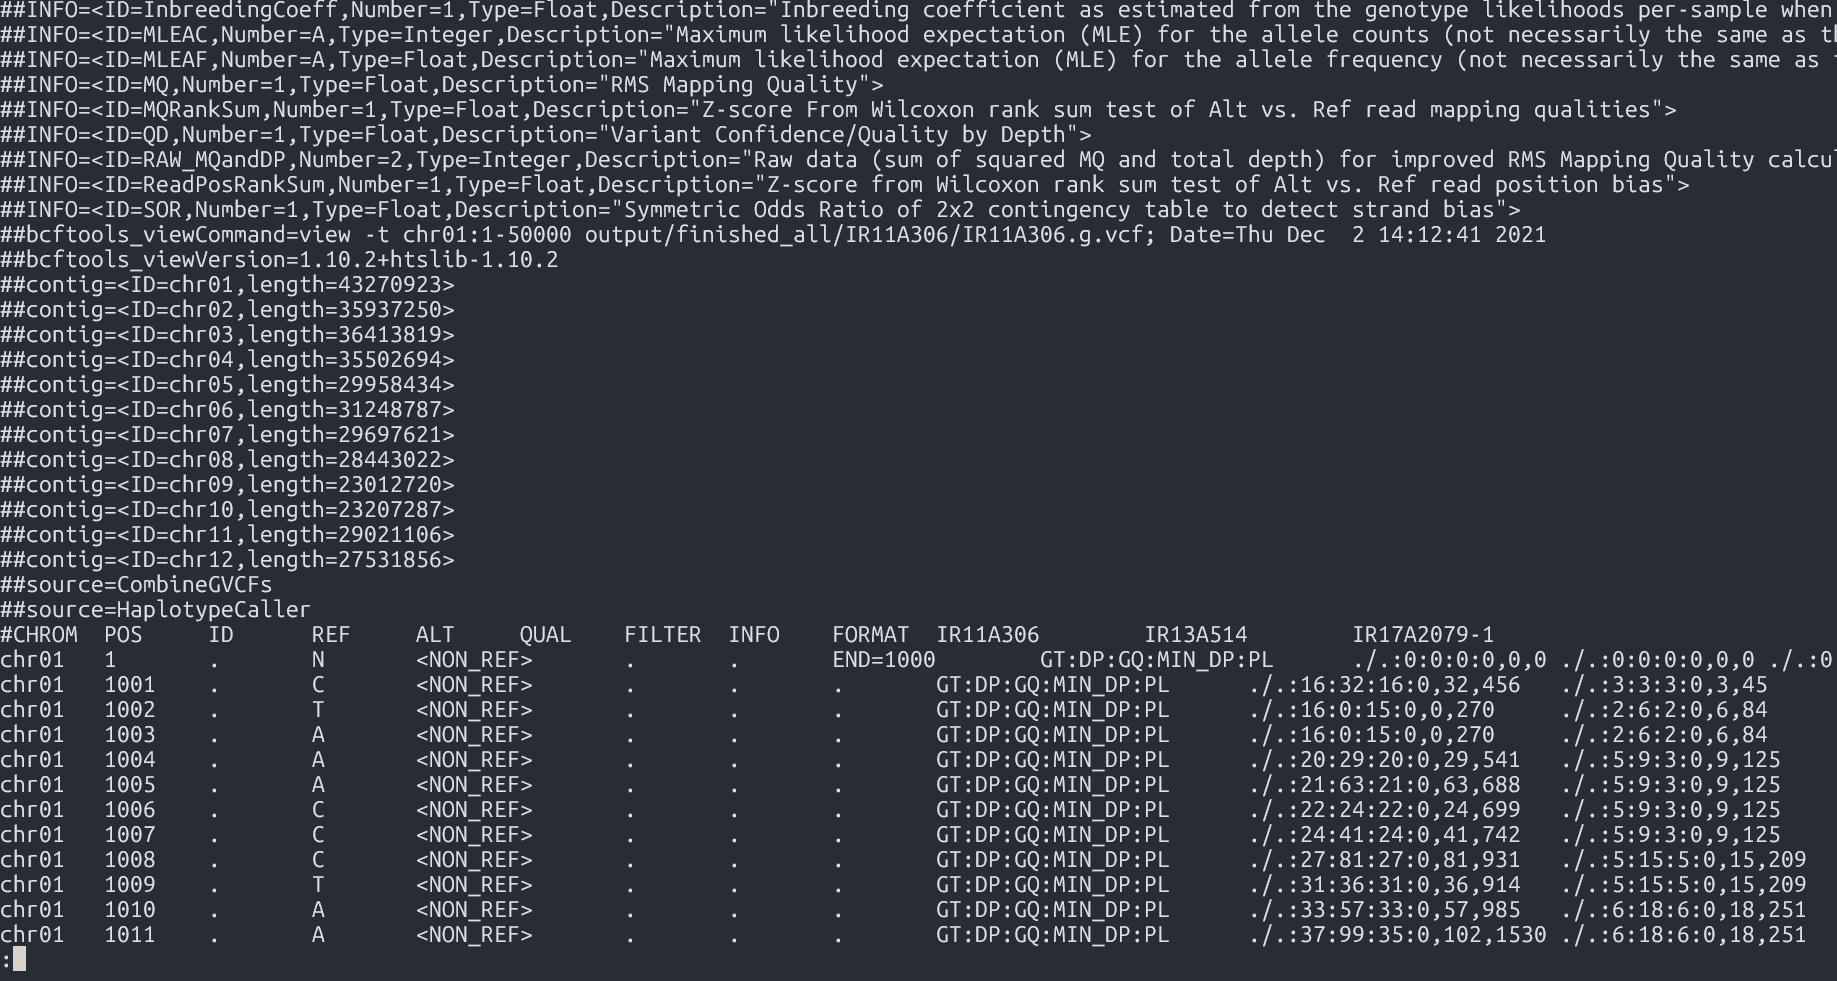 ##INFO=<ID=InbreedingCoeff,Number=1,Type=Float,Description="Inbreeding coefficient as estimated from the genotype likelihoods per-sample when
##INFO=<ID=MLEAC,Number=A,Type=Integer,Description="Maximum likelihood expectation (MLE) for the allele counts (not necessarily the same as th
##INFO=<ID=MLEAF,Number=A,Type=Float,Description="Maximum likelihood expectation (MLE) for the allele frequency (not necessarily the same as
##INFO=<ID=MQ,Number=1,Type=Float,Description="RMS Mapping Quality">
##INFO=<ID=MQRankSum,Number=1,Type=Float,Description="Z-score From Wilcoxon rank sum test of Alt vs. Ref read mapping qualities">
##INFO=<ID=QD,Number=1,Type=Float,Description="Variant Confidence/Quality by Depth">
##INFO=<ID=RAW_MQandDP,Number=2,Type=Integer,Description="Raw data (sum of squared MQ and total depth) for improved RMS Mapping Quality calcul
##INFO=<ID=ReadPosRankSum,Number=1,Type=Float,Description="Z-score from Wilcoxon rank sum test of Alt vs. Ref read position bias">
##INFO=<ID=SOR,Number=1,Type=Float,Description="Symmetric Odds Ratio of 2x2 contingency table to detect strand bias">
##bcftools_viewCommand=view -t chr01:1-50000 output/finished_all/IR11A306/IR11A306.g.vcf; Date=Thu Dec  2 14:12:41 2021
##bcftools_viewVersion=1.10.2+htslib-1.10.2
##contig=<ID=chr01,length=43270923>
##contig=<ID=chr02,length=35937250>
##contig=<ID=chr03,length=36413819>
##contig=<ID=chr04,length=35502694>
##contig=<ID=chr05,length=29958434>
##contig=<ID=chr06,length=31248787>
##contig=<ID=chr07,length=29697621>
##contig=<ID=chr08,length=28443022>
##contig=<ID=chr09,length=23012720>
##contig=<ID=chr10,length=23207287>
##contig=<ID=chr11,length=29021106>
##contig=<ID=chr12,length=27531856>
##source=CombineGVCFs
##source=HaplotypeCaller
#CHROM  POS     ID      REF     ALT     QUAL    FILTER  INFO    FORMAT  IR11A306        IR13A514        IR17A2079-1
chr01   1       .       N       <NON_REF>       .       .       END=1000        GT:DP:GQ:MIN_DP:PL      ./.:0:0:0:0,0,0 ./.:0:0:0:0,0,0 ./.:0
chr01   1001    .       C       <NON_REF>       .       .       .       GT:DP:GQ:MIN_DP:PL      ./.:16:32:16:0,32,456   ./.:3:3:3:0,3,45
chr01   1002    .       T       <NON_REF>       .       .       .       GT:DP:GQ:MIN_DP:PL      ./.:16:0:15:0,0,270     ./.:2:6:2:0,6,84
chr01   1003    .       A       <NON_REF>       .       .       .       GT:DP:GQ:MIN_DP:PL      ./.:16:0:15:0,0,270     ./.:2:6:2:0,6,84
chr01   1004    .       A       <NON_REF>       .       .       .       GT:DP:GQ:MIN_DP:PL      ./.:20:29:20:0,29,541   ./.:5:9:3:0,9,125
chr01   1005    .       A       <NON_REF>       .       .       .       GT:DP:GQ:MIN_DP:PL      ./.:21:63:21:0,63,688   ./.:5:9:3:0,9,125
chr01   1006    .       C       <NON_REF>       .       .       .       GT:DP:GQ:MIN_DP:PL      ./.:22:24:22:0,24,699   ./.:5:9:3:0,9,125
chr01   1007    .       C       <NON_REF>       .       .       .       GT:DP:GQ:MIN_DP:PL      ./.:24:41:24:0,41,742   ./.:5:9:3:0,9,125
chr01   1008    .       C       <NON_REF>       .       .       .       GT:DP:GQ:MIN_DP:PL      ./.:27:81:27:0,81,931   ./.:5:15:5:0,15,209
chr01   1009    .       T       <NON_REF>       .       .       .       GT:DP:GQ:MIN_DP:PL      ./.:31:36:31:0,36,914   ./.:5:15:5:0,15,209
chr01   1010    .       A       <NON_REF>       .       .       .       GT:DP:GQ:MIN_DP:PL      ./.:33:57:33:0,57,985   ./.:6:18:6:0,18,251
chr01   1011    .       A       <NON_REF>       .       .       .       GT:DP:GQ:MIN_DP:PL      ./.:37:99:35:0,102,1530 ./.:6:18:6:0,18,251
: